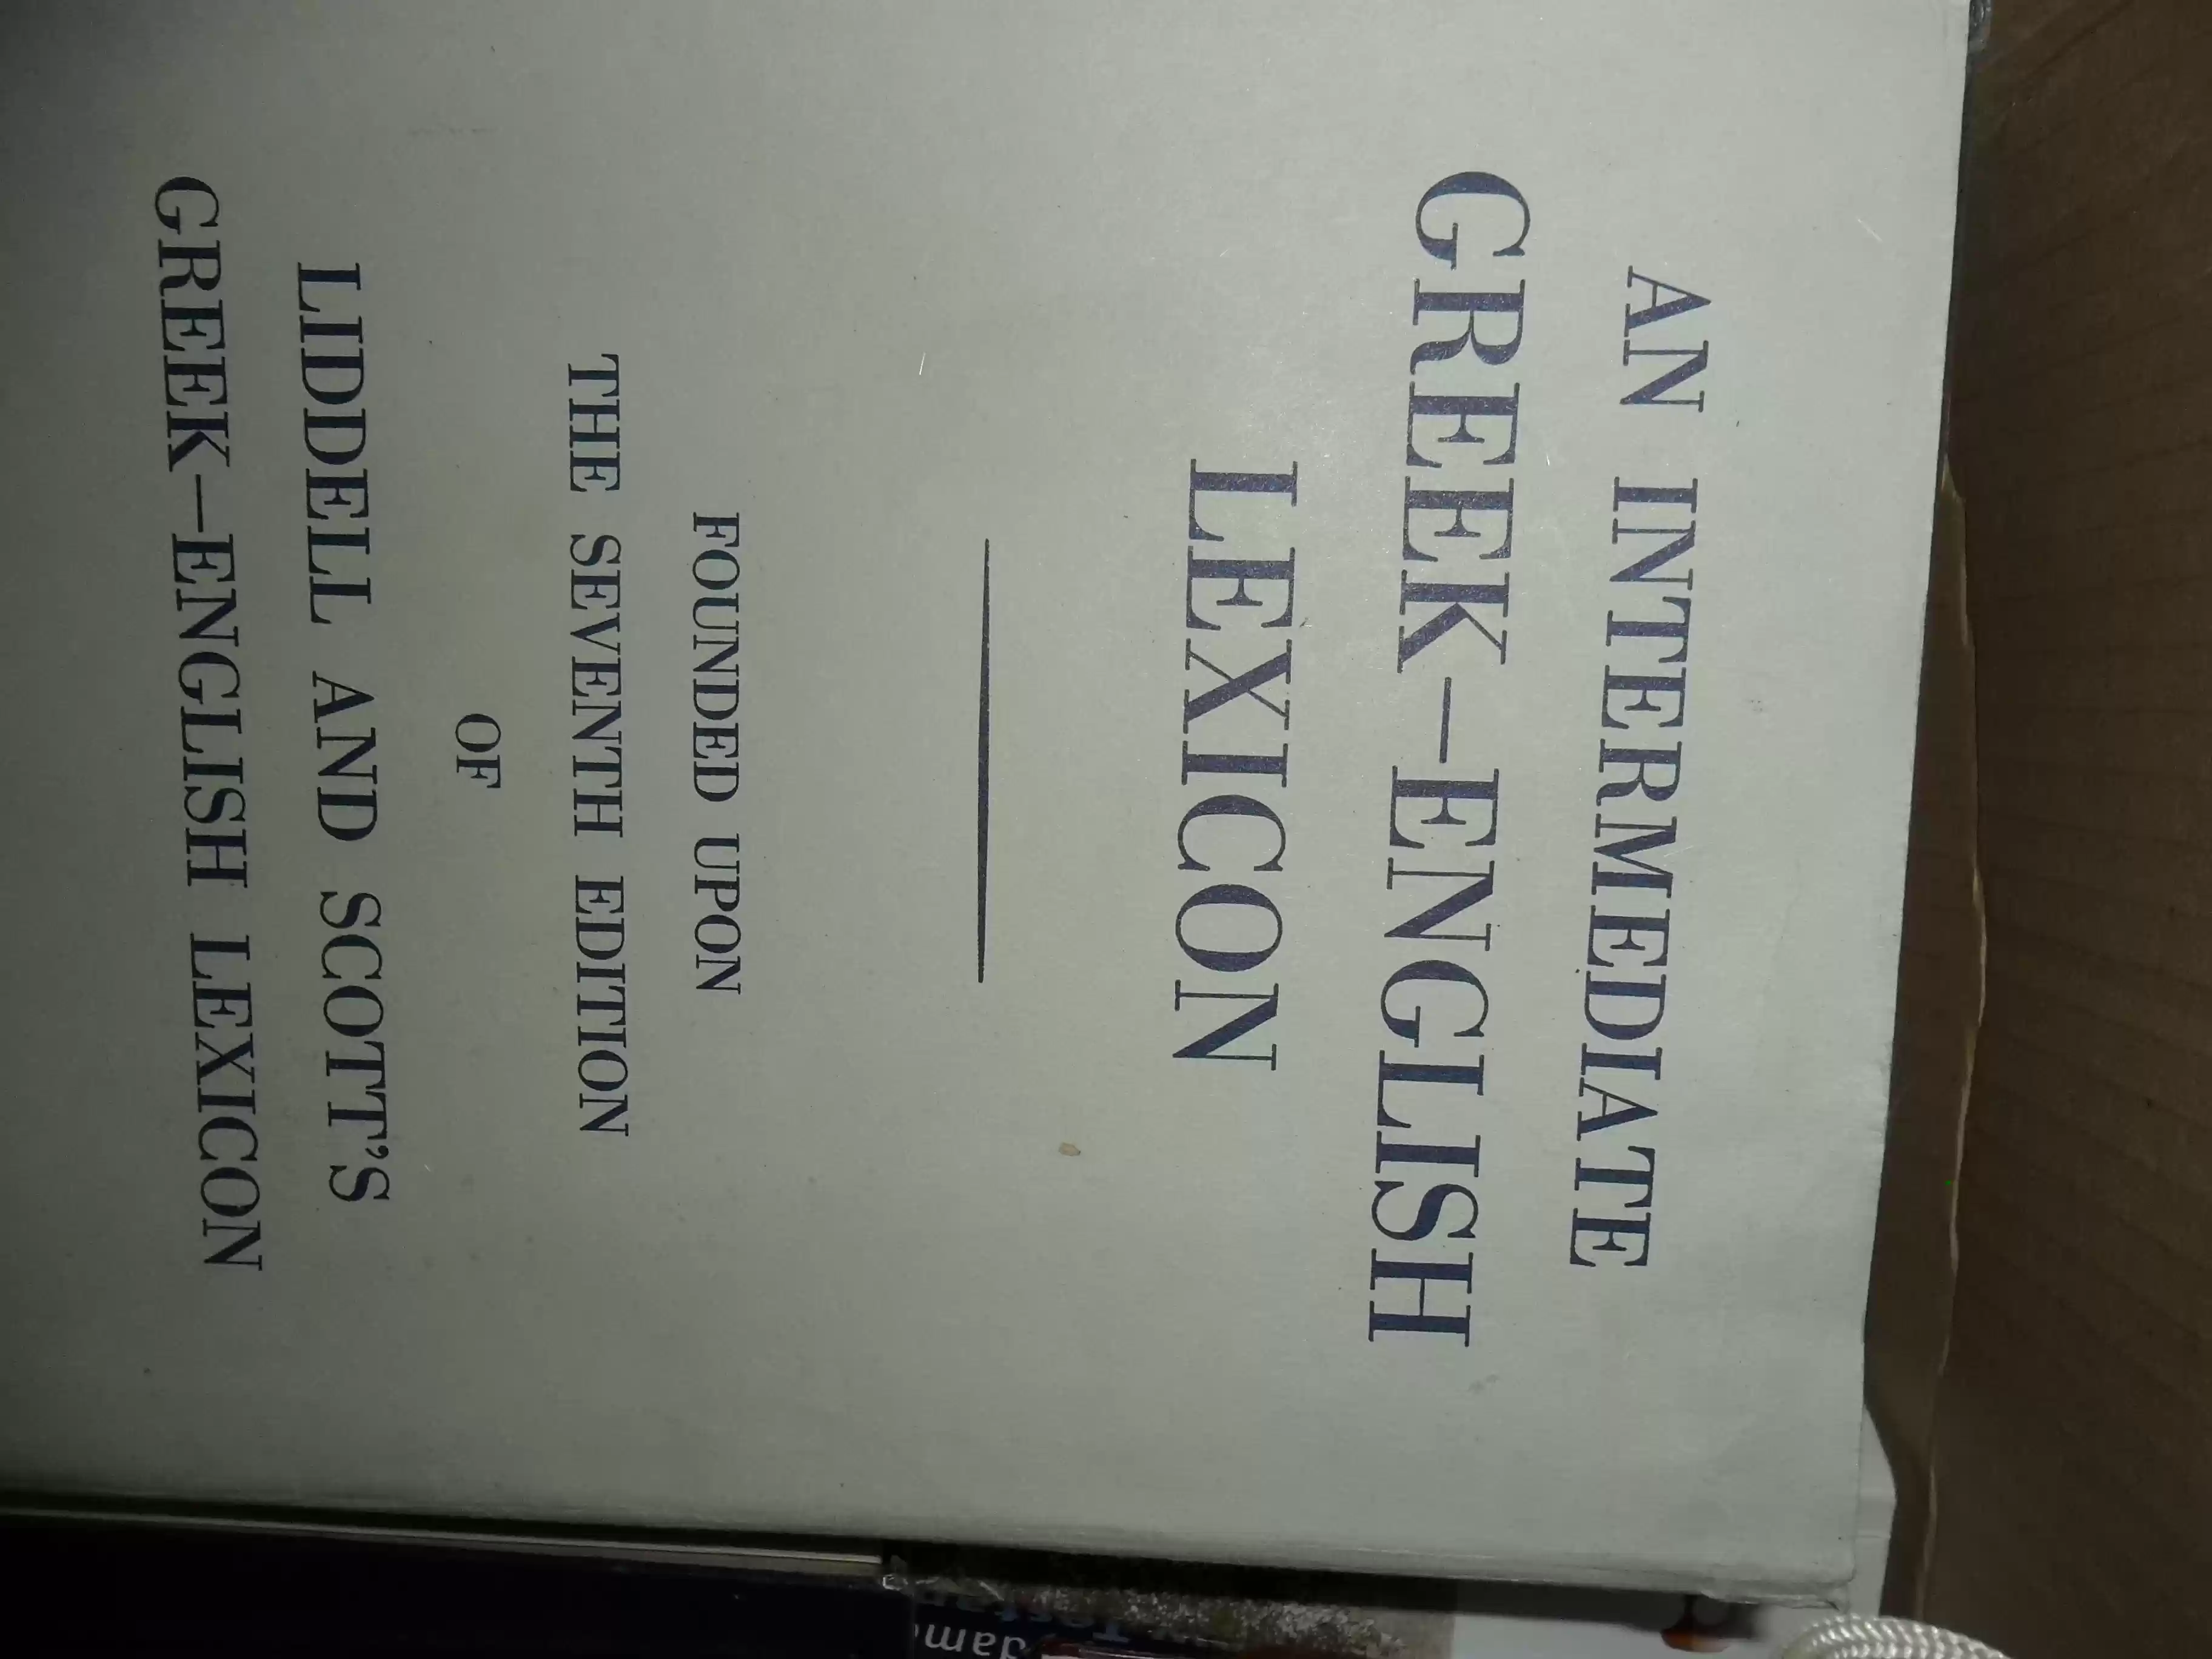 AN INTERMEDIATE
GREEK–ENGLISH
LEXICON
FOUNDED UPON
THE SEVENTH EDITION
OF
LIDDELL AND SCOTT'S
GREEK–ENGLISH LEXICON